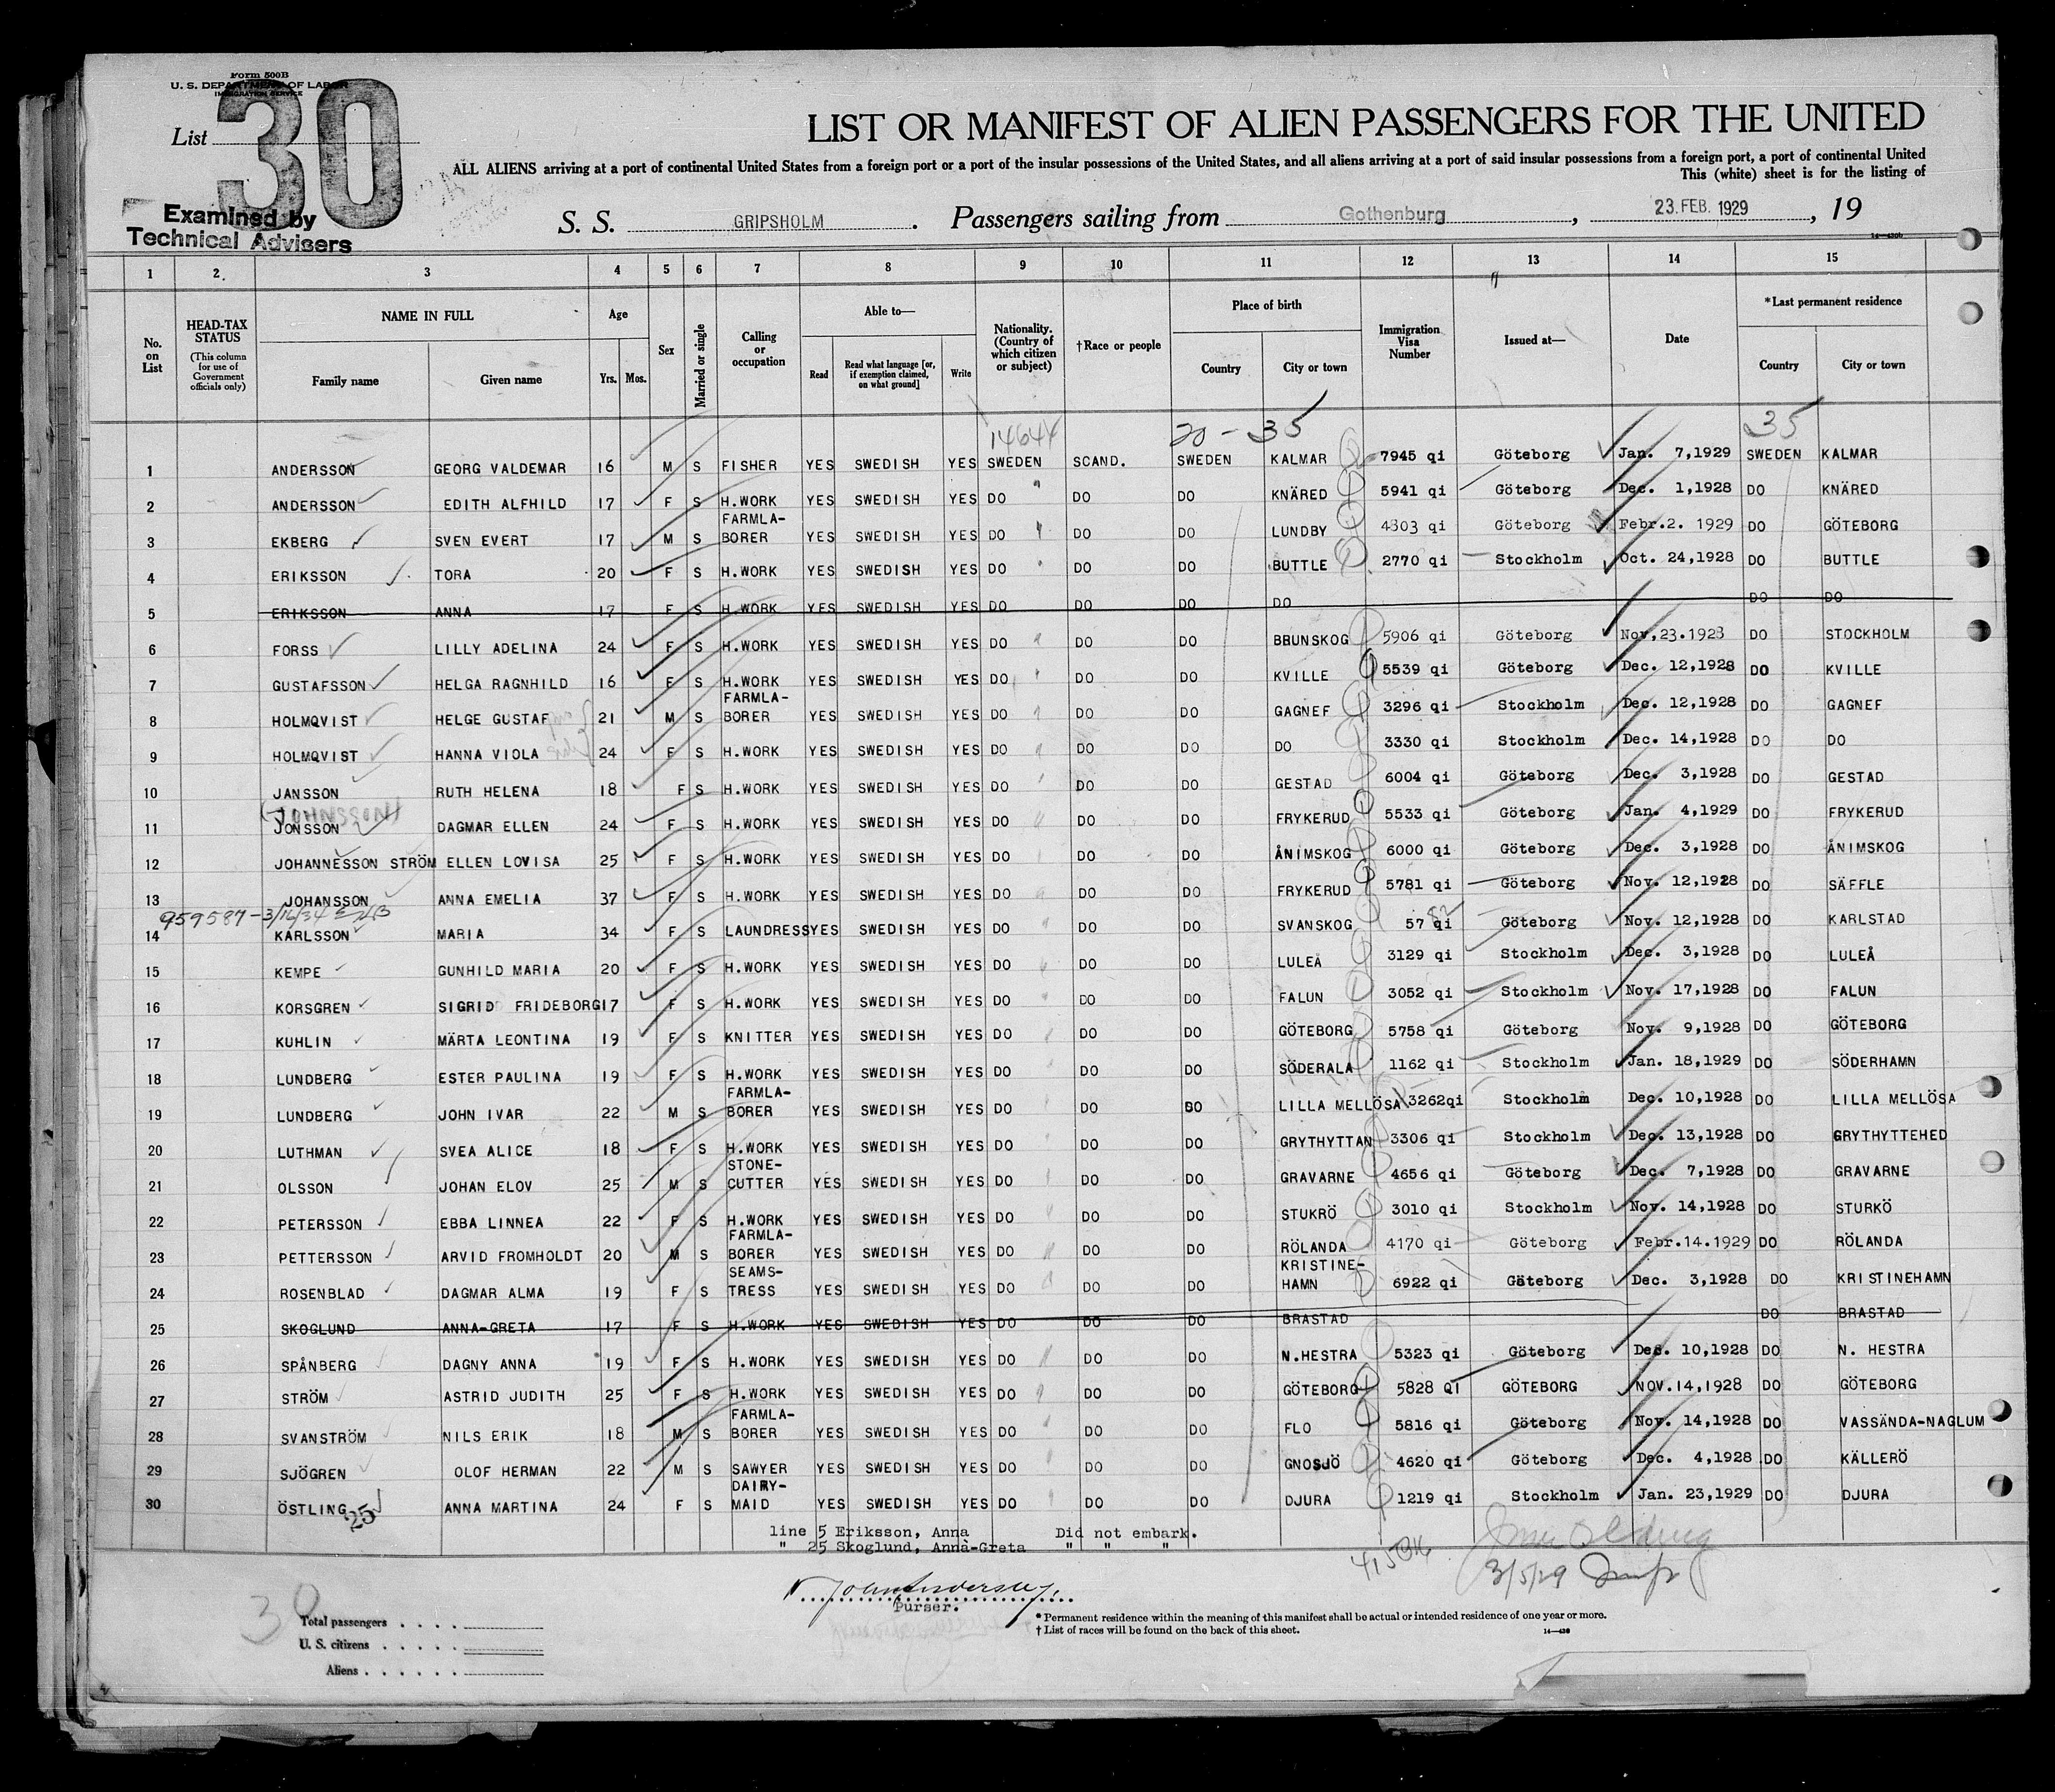 Form 500B
U. S. DEPARTMENT OF LABOR
IMMIGRATION SERVICE
List
30
LIST OR MANIFEST OF ALIEN PASSENGERS FOR THE UNITED
ALL ALIENS arriving at a port of continental United States from a foreign port or a port of the insular possessions of the United States, and all aliens arriving at a port of said insular possessions from a foreign port, a port of continental United
This (white) sheet is for the listing of
Examined by
Technical Advisers
S. S. GRIPSHOLM. Passengers sailing from Gothenburg, 23. FEB. 1929, 19
14—430b
1 2 3 4 5 6 7 8 9 10 11 12 13 14 15
No. on List
HEAD-TAX STATUS (This column for use of Government officials only)
NAME IN FULL
Family name Given name
Age
Yrs. Mos.
Sex
Married or single
Calling or occupation
Able to—
Read Read what language [or, if exemption claimed, on what ground] Write
Nationality. (Country of which citizen or subject)
†Race or people
Place of birth
Country City or town
Immigration Visa Number
Issued at—
Date
*Last permanent residence
Country City or town
14644 20 - 35 35
1 ANDERSSON GEORG VALDEMAR 16 M S FISHER YES SWEDISH YES SWEDEN SCAND. SWEDEN KALMAR 7945 qi Göteborg Jan. 7,1929 SWEDEN KALMAR
2 ANDERSSON EDITH ALFHILD 17 F S H.WORK YES SWEDISH YES DO " DO DO KNÄRED 5941 qi Göteborg Dec. 1,1928 DO KNÄRED
3 EKBERG SVEN EVERT 17 M S FARMLA-BORER YES SWEDISH YES DO " DO DO LUNDBY 4303 qi Göteborg Febr.2. 1929 DO GÖTEBORG
4 ERIKSSON TORA 20 F S H.WORK YES SWEDISH YES DO " DO DO BUTTLE 2770 qi Stockholm Oct. 24,1928 DO BUTTLE
5 ERIKSSON ANNA 17 F S H.WORK YES SWEDISH YES DO DO DO DO DO DO
6 FORSS LILLY ADELINA 24 F S H.WORK YES SWEDISH YES DO " DO DO BBUNSKOG 5906 qi Göteborg Nov,23.1928 DO STOCKHOLM
7 GUSTAFSSON HELGA RAGNHILD 16 F S H.WORK YES SWEDISH YES DO " DO DO KVILLE 5539 qi Göteborg Dec. 12,1928 DO KVILLE
8 HOLMQVIST HELGE GUSTAF 21 M S FARMLA-BORER YES SWEDISH YES DO " DO DO GAGNEF 3296 qi Stockholm Dec. 12,1928 DO GAGNEF
9 HOLMQVIST HANNA VIOLA 24 F S H.WORK YES SWEDISH YES DO " DO DO DO 3330 qi Stockholm Dec. 14,1928 DO DO
10 JANSSON RUTH HELENA 18 F S H.WORK YES SWEDISH YES DO DO DO GESTAD 6004 qi Göteborg Dec. 3,1928 DO GESTAD
(JOHNSSON)
11 JONSSON DAGMAR ELLEN 24 F S H.WORK YES SWEDISH YES DO " DO DO FRYKERUD 5533 qi Göteborg Jan. 4,1929 DO FRYKERUD
12 JOHANNESSON STRÖM ELLEN LOVISA 25 F S H.WORK YES SWEDISH YES DO DO DO ÅNIMSKOG 6000 qi Göteborg Dec. 3,1928 DO ÅNIMSKOG
13 JOHANSSON ANNA EMELIA 37 F S H.WORK YES SWEDISH YES DO " DO DO FRYKERUD 5781 qi Göteborg Nov. 12,1928 DO SÄFFLE
959587-3/16/34
14 KARLSSON MARIA 34 F S LAUNDRESS YES SWEDISH YES DO " DO DO SVANSKOG 5782 qi Göteborg Nov. 12,1928 DO KARLSTAD
15 KEMPE GUNHILD MARIA 20 F S H.WORK YES SWEDISH YES DO " DO DO LULEÅ 3129 qi Stockholm Dec. 3,1928 DO LULEÅ
16 KORSGREN SIGRID FRIDEBORG 17 F S H.WORK YES SWEDISH YES DO " DO DO FALUN 3052 qi Stockholm Nov. 17,1928 DO FALUN
17 KUHLIN MÄRTA LEONTINA 19 F S KNITTER YES SWEDISH YES DO DO DO GÖTEBORG 5758 qi Göteborg Nov. 9,1928 DO GÖTEBORG
18 LUNDBERG ESTER PAULINA 19 F S H.WORK YES SWEDISH YES DO DO DO SÖDERALA 1162 qi Stockholm Jan. 18,1929 DO SÖDERHAMN
19 LUNDBERG JOHN IVAR 22 M S FARMLA-BORER YES SWEDISH YES DO DO DO LILLA MELLÖSA 3262qi Stockholm Dec. 10,1928 DO LILLA MELLÖSA
20 LUTHMAN SVEA ALICE 18 F S H.WORK YES SWEDISH YES DO DO DO GRYTHYTTAN 3306 qi Stockholm Dec. 13,1928 DO GRYTHYTTEHED
21 OLSSON JOHAN ELOV 25 M S STONE-CUTTER YES SWEDISH YES DO DO DO GRAVARNE 4656 qi Göteborg Dec. 7,1928 DO GRAVARNE
22 PETERSSON EBBA LINNEA 22 F S H.WORK YES SWEDISH YES DO DO DO STUKRÖ 3010 qi Stockholm Nov. 14,1928 DO STURKÖ
23 PETTERSSON ARVID FROMHOLDT 20 M S FARMLA-BORER YES SWEDISH YES DO " DO DO RÖLANDA 4170 qi Göteborg Febr.14.1929 DO RÖLANDA
24 ROSENBLAD DAGMAR ALMA 19 F S SEAMS-TRESS YES SWEDISH YES DO " DO DO KRISTINE-HAMN 6922 qi Göteborg Dec. 3,1928 DO KRISTINEHAMN
25 SKOGLUND ANNA-GRETA 17 F S H.WORK YES SWEDISH YES DO DO DO BRASTAD DO BRASTAD
26 SPÅNBERG DAGNY ANNA 19 F S H.WORK YES SWEDISH YES DO " DO DO N.HESTRA 5323 qi Göteborg Des. 10,1928 DO N. HESTRA
27 STRÖM ASTRID JUDITH 25 F S H.WORK YES SWEDISH YES DO " DO DO GÖTEBORG 5828 QI GÖTEBORG NOV.14,1928 DO GÖTEBORG
28 SVANSTRÖM NILS ERIK 18 M S FARMLA-BORER YES SWEDISH YES DO " DO DO FLO 5816 qi Göteborg Nov. 14,1928 DO VASSÄNDA-NAGLUM
29 SJÖGREN OLOF HERMAN 22 M S SAWYER YES SWEDISH YES DO " DO DO GNOSJÖ 4620 qi Göteborg Dec. 4,1928 DO KÄLLERÖ
30 ÖSTLING ANNA MARTINA 24 F S DAIRY-MAID YES SWEDISH YES DO " DO DO DJURA 1219 qi Stockholm Jan. 23,1929 DO DJURA
25
line 5 Eriksson, Anna Did not embark.
" 25 Skoglund, Anna-Greta " " "
3/5/29
Purser.
30
Total passengers . . . .
U. S. citizens . . . . .
Aliens . . . . . .
* Permanent residence within the meaning of this manifest shall be actual or intended residence of one year or more.
† List of races will be found on the back of this sheet.
14—430